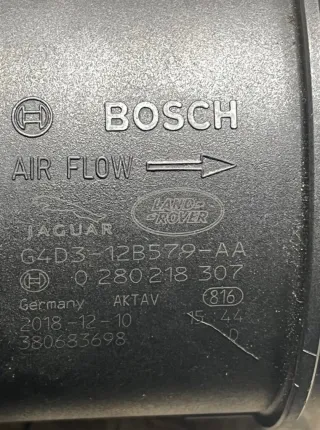 BOSCH
AIR FLOW
JAGUAR
LAND-
ROVER
G4D3-12B579-AA
0 280 218 307
Germany AKTAV 816
2018-12-10 15:44
380683698 D